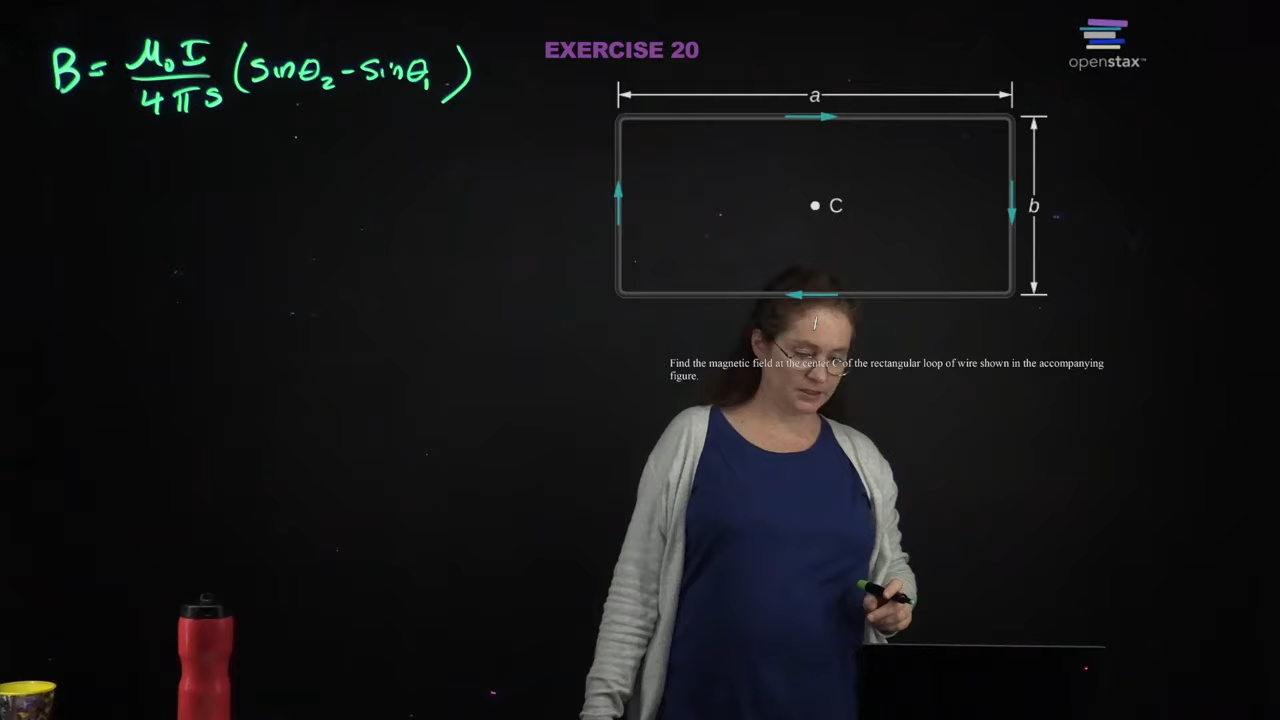 B = μ₀I / 4πs (sinθ₂ - sinθ₁)
EXERCISE 20
openstax
a
C
b
I
Find the magnetic field at the center C of the rectangular loop of wire shown in the accompanying
figure.